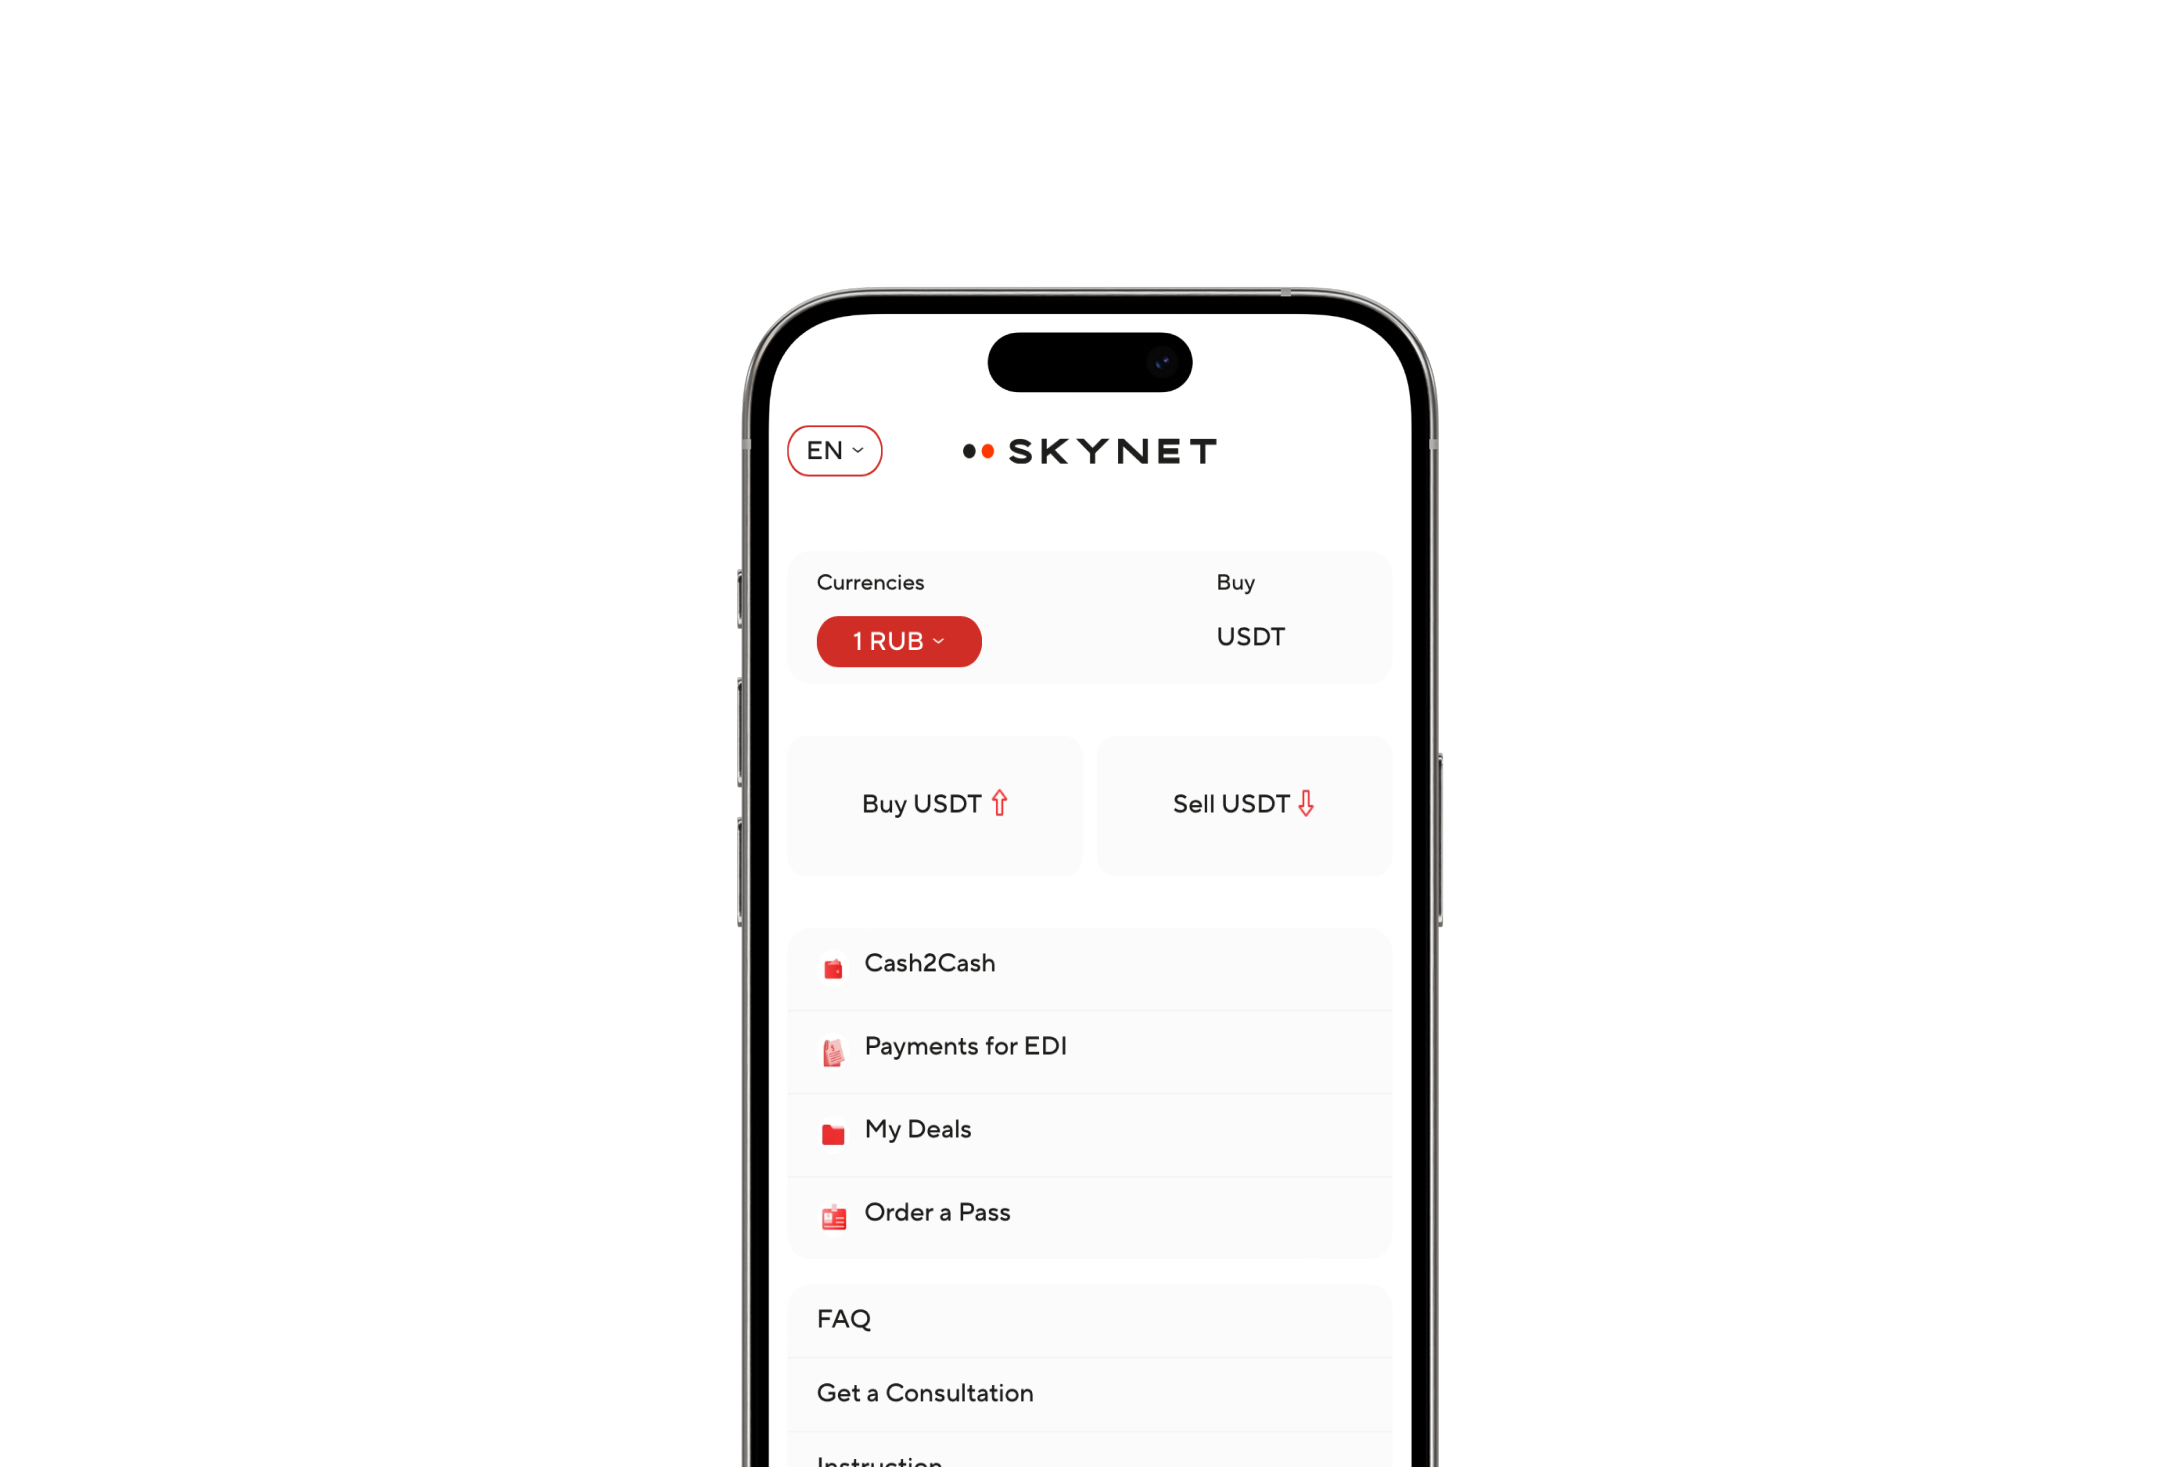 EN
SKYNET
Currencies
Buy
1 RUB
USDT
Buy USDT
Sell USDT
Cash2Cash
Payments for EDI
My Deals
Order a Pass
FAQ
Get a Consultation
Instruction